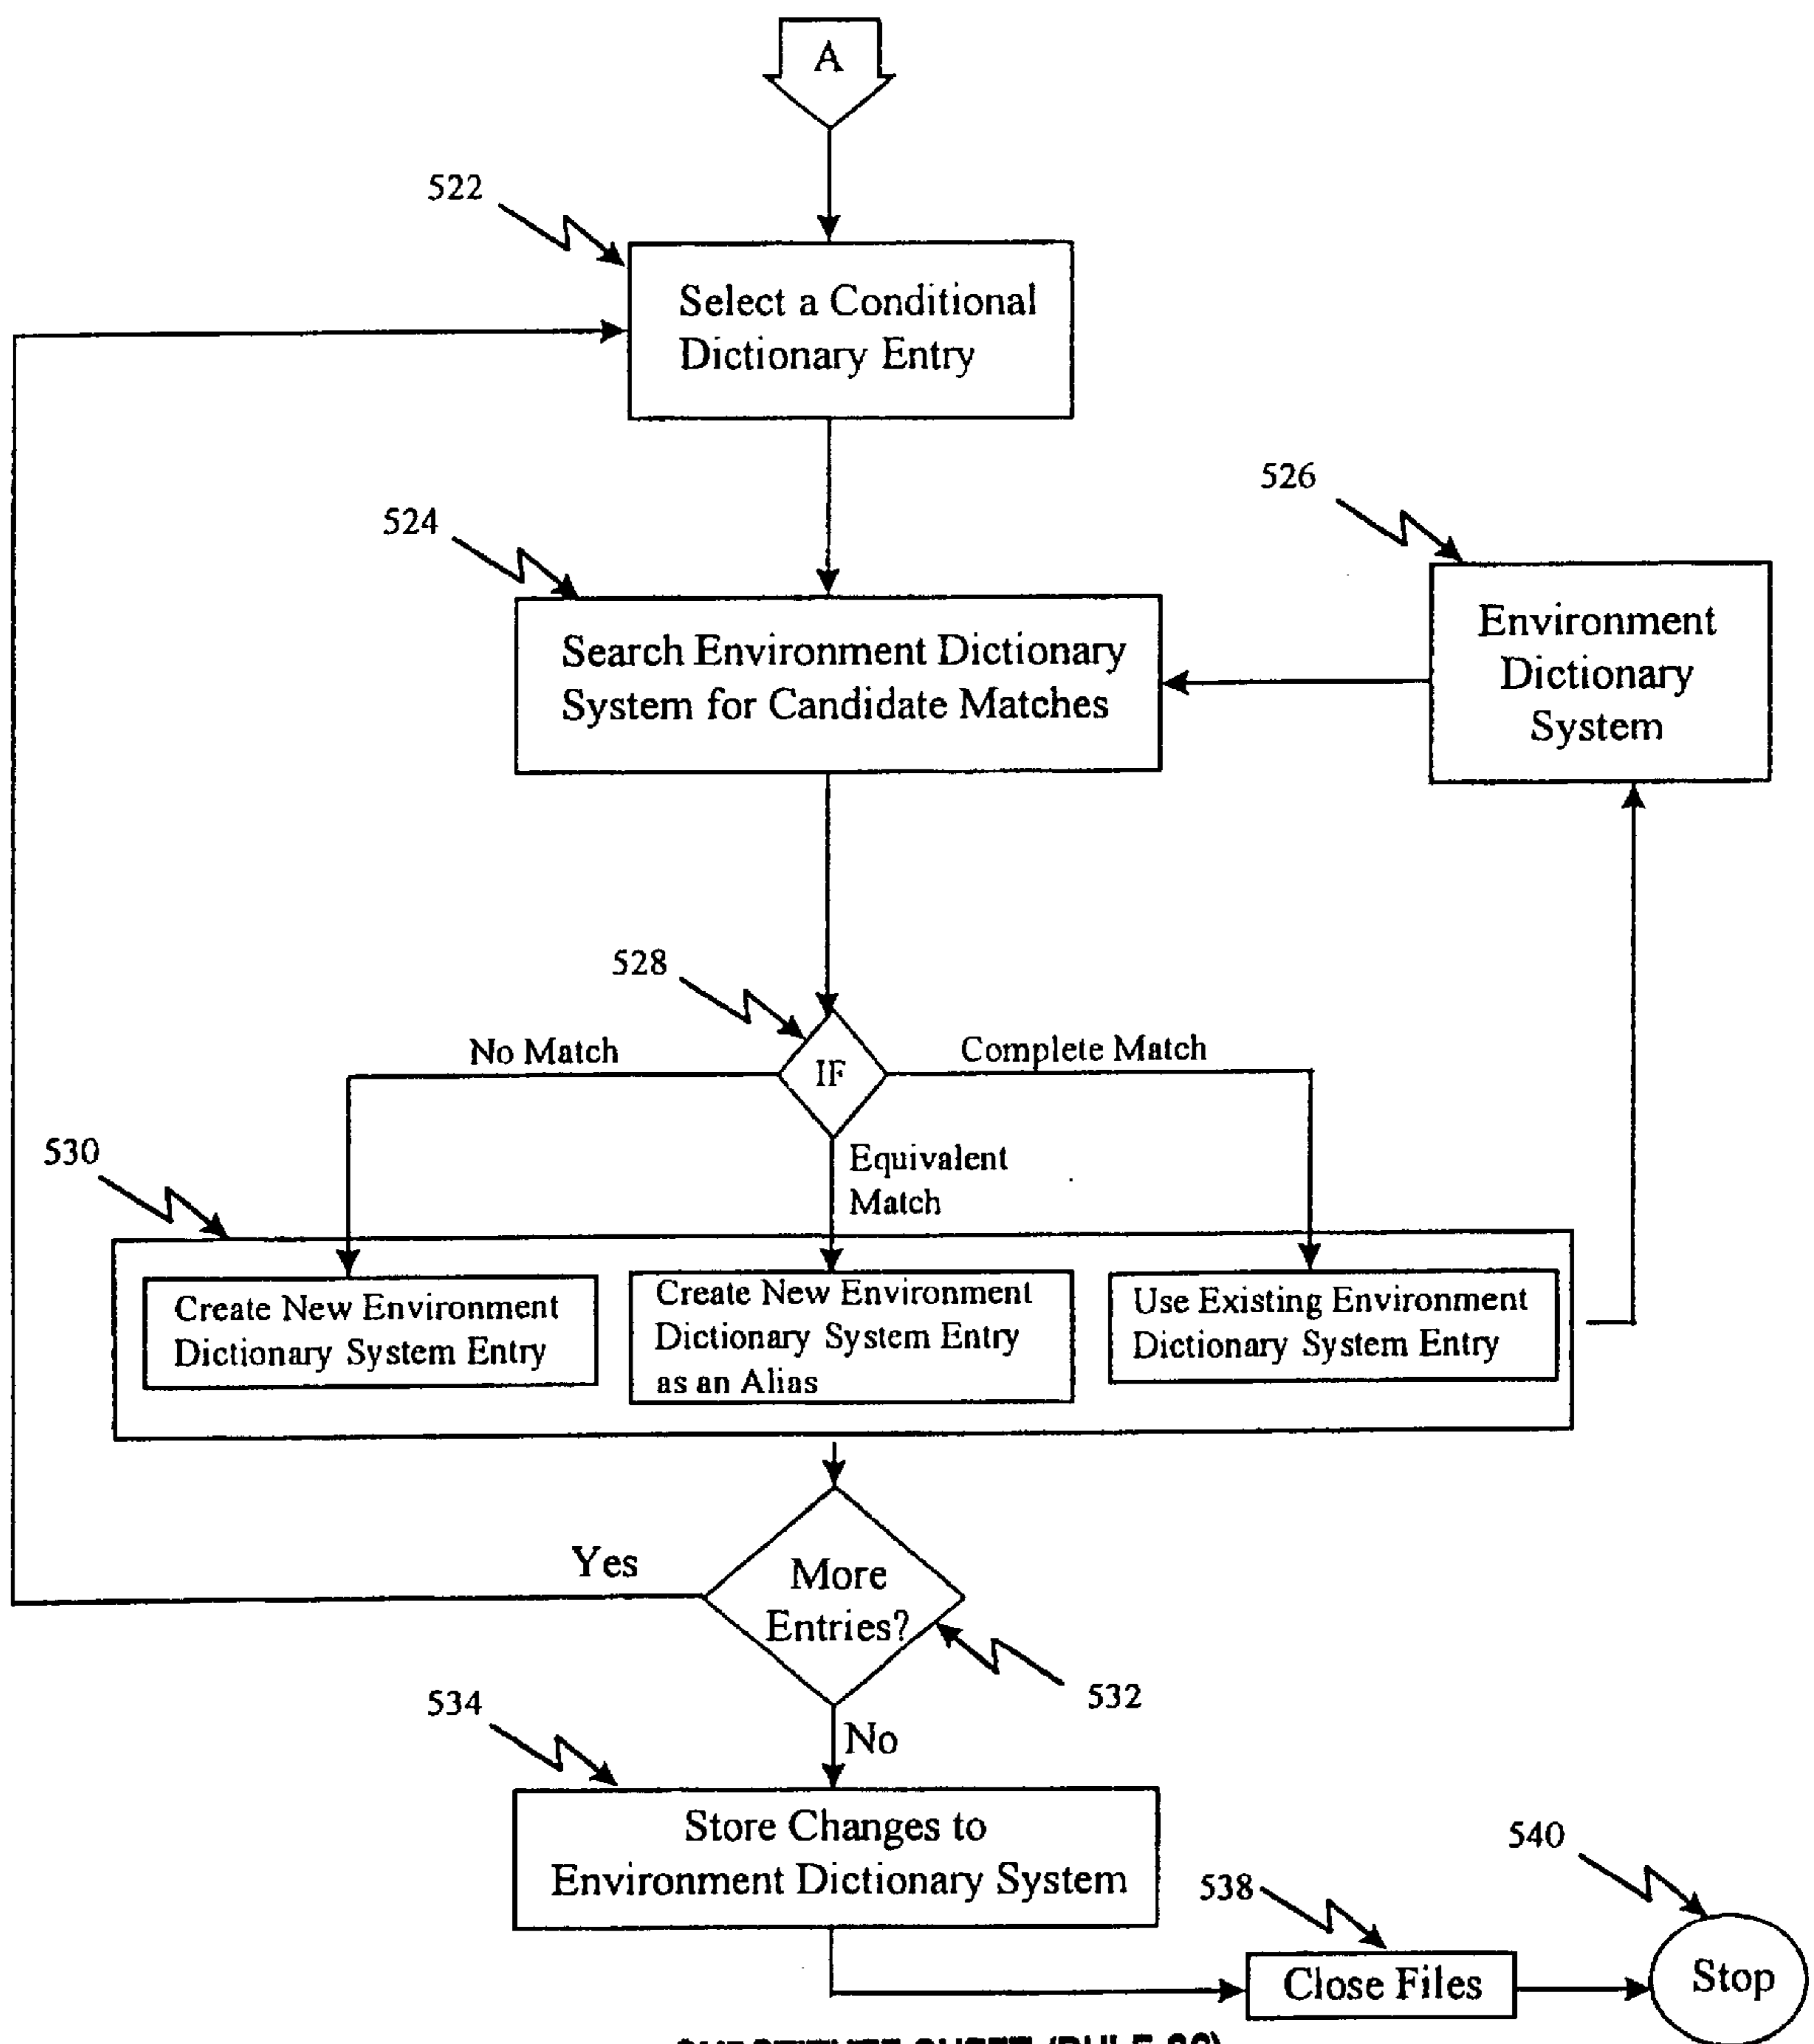 A
522
Select a Conditional
Dictionary Entry
526
524
Environment
Dictionary
System
Search Environment Dictionary
System for Candidate Matches
528
No Match
IF
Complete Match
Equivalent
Match
530
Create New Environment
Dictionary System Entry
Create New Environment
Dictionary System Entry
as an Alias
Use Existing Environment
Dictionary System Entry
Yes
More
Entries?
532
534
No
Store Changes to
Environment Dictionary System
540
538
Close Files
Stop